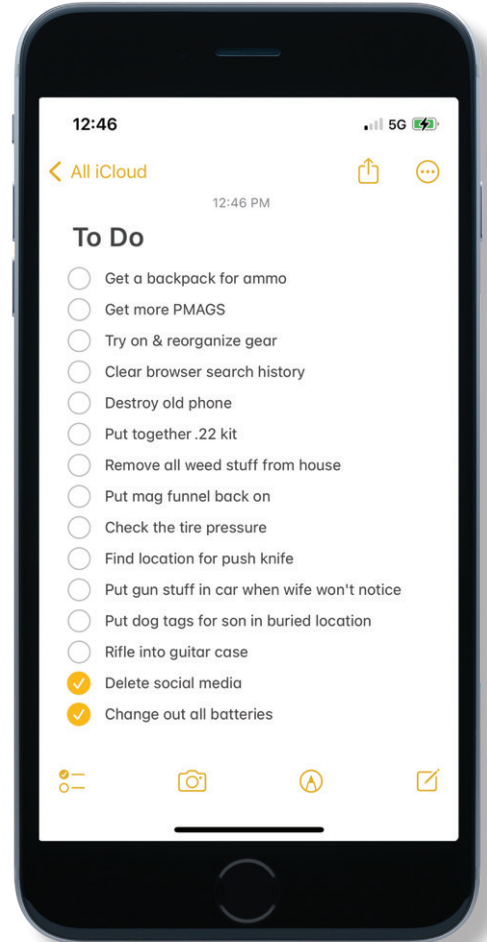 12:46
5G
All iCloud
12:46 PM
To Do
Get a backpack for ammo
Get more PMAGS
Try on & reorganize gear
Clear browser search history
Destroy old phone
Put together .22 kit
Remove all weed stuff from house
Put mag funnel back on
Check the tire pressure
Find location for push knife
Put gun stuff in car when wife won't notice
Put dog tags for son in buried location
Rifle into guitar case
Delete social media
Change out all batteries